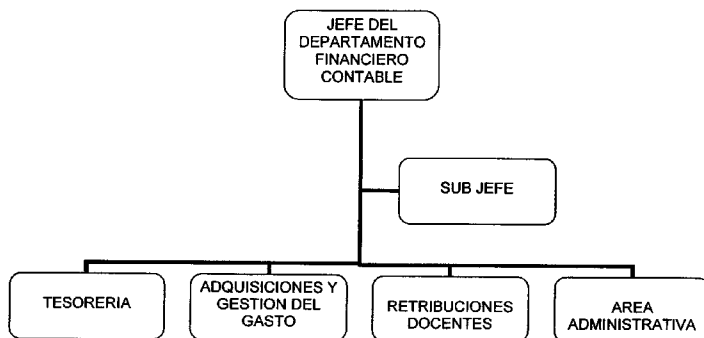 JEFE DEL
DEPARTAMENTO
FINANCIERO
CONTABLE
SUB JEFE
TESORERIA
ADQUISICIONES Y
GESTION DEL
GASTO
RETRIBUCIONES
DOCENTES
AREA
ADMINISTRATIVA